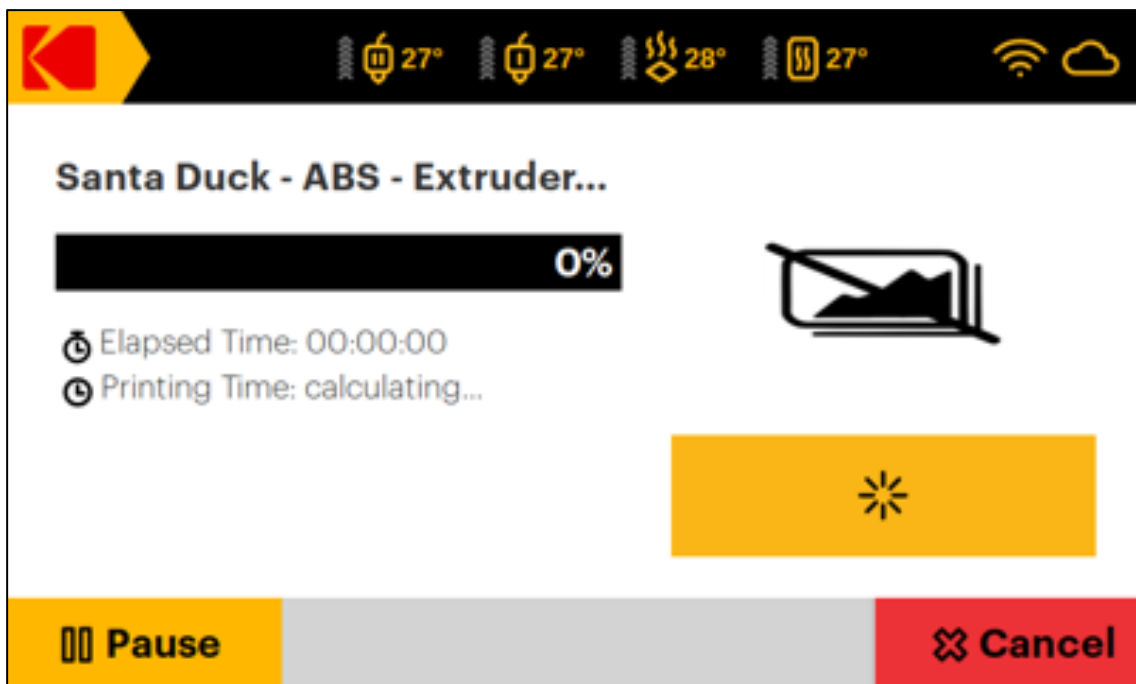 27° 27° 28° 27°
Santa Duck - ABS - Extruder...
0%
Elapsed Time: 00:00:00
Printing Time: calculating...
Pause
Cancel